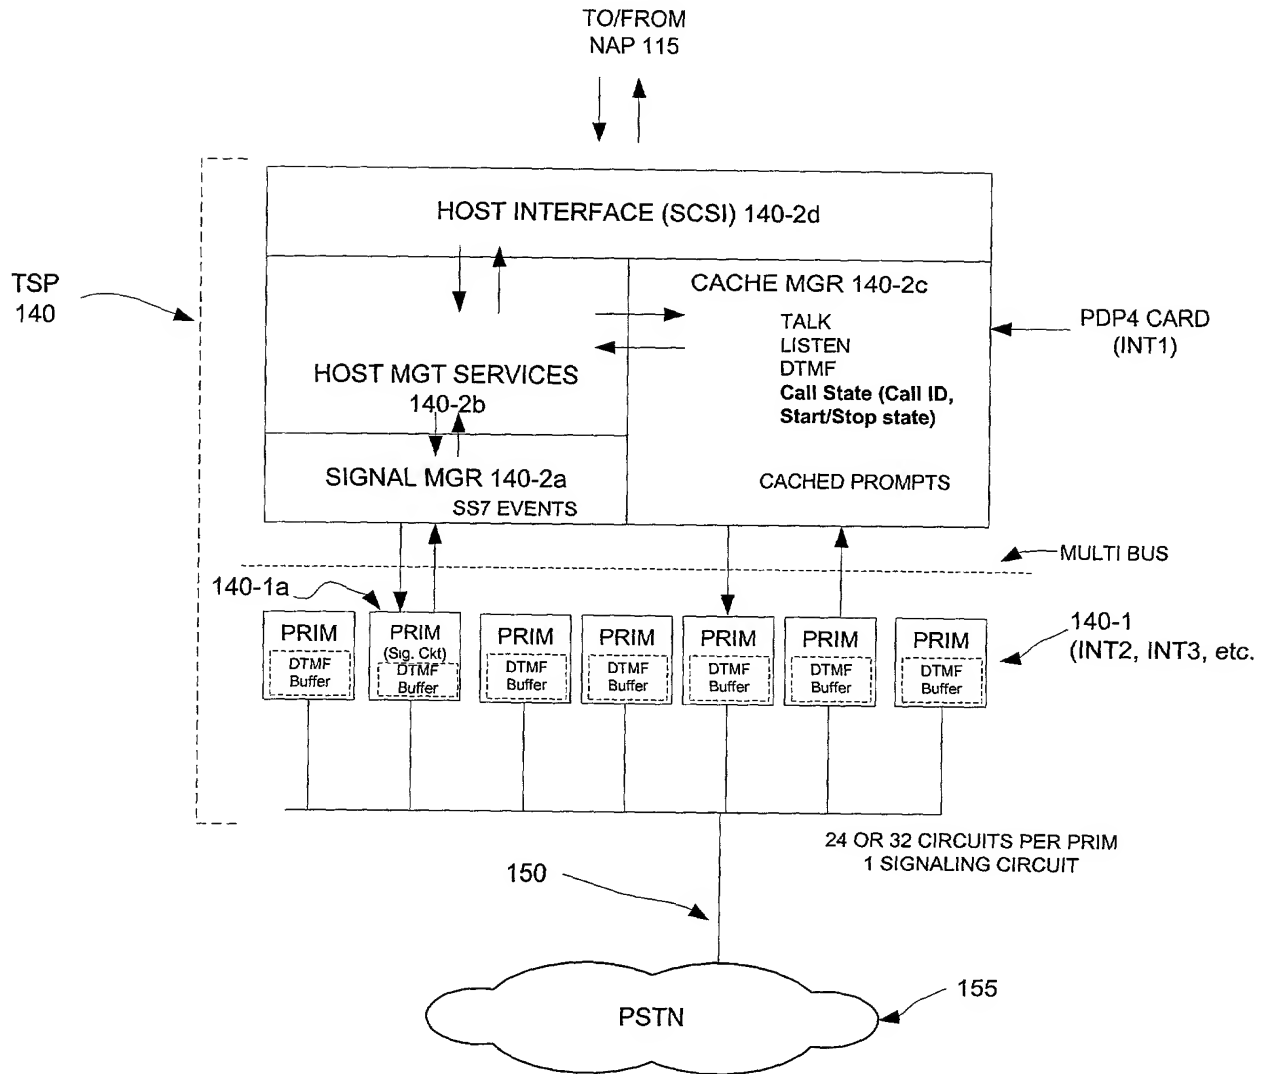 TO/FROM
NAP 115
HOST INTERFACE (SCSI) 140-2d
TSP
140
CACHE MGR 140-2c
TALK
LISTEN
DTMF
Call State (Call ID,
Start/Stop state)
CACHED PROMPTS
PDP4 CARD
(INT1)
HOST MGT SERVICES
140-2b
SIGNAL MGR 140-2a
SS7 EVENTS
MULTI BUS
140-1a
140-1
(INT2, INT3, etc.
PRIM
DTMF
Buffer
PRIM
(Sig. Ckt)
DTMF
Buffer
PRIM
DTMF
Buffer
PRIM
DTMF
Buffer
PRIM
DTMF
Buffer
PRIM
DTMF
Buffer
PRIM
DTMF
Buffer
24 OR 32 CIRCUITS PER PRIM
1 SIGNALING CIRCUIT
150
155
PSTN